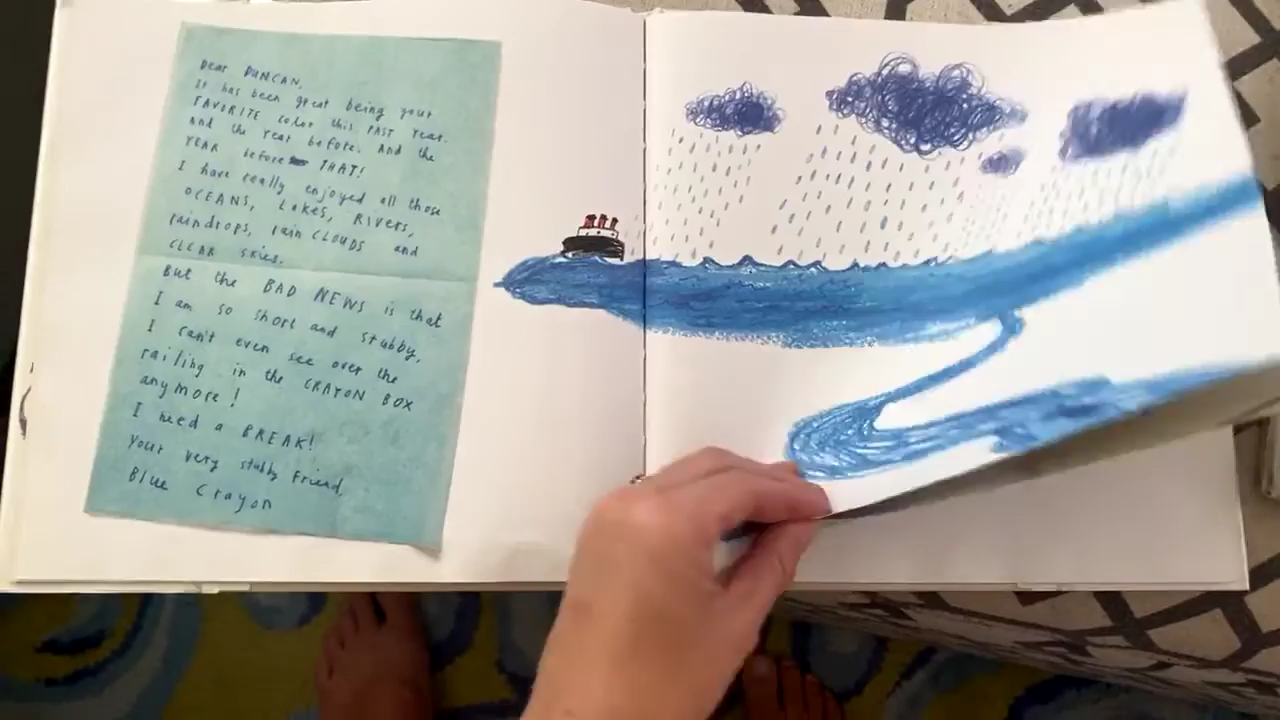 Dear DUNCAN,
It has been great being your
FAVORITE color this PAST year.
And the year before. And the
YEAR before THAT!
I have really enjoyed all those
OCEANS, Lakes, RIVERS,
raindrops, rain CLOUDS and
CLEAR skies.
But the BAD NEWS is that
I am so short and stubby,
I can't even see over the
railing in the CRAYON BOX
anymore!
I need a BREAK!
Your very stubby friend,
Blue Crayon